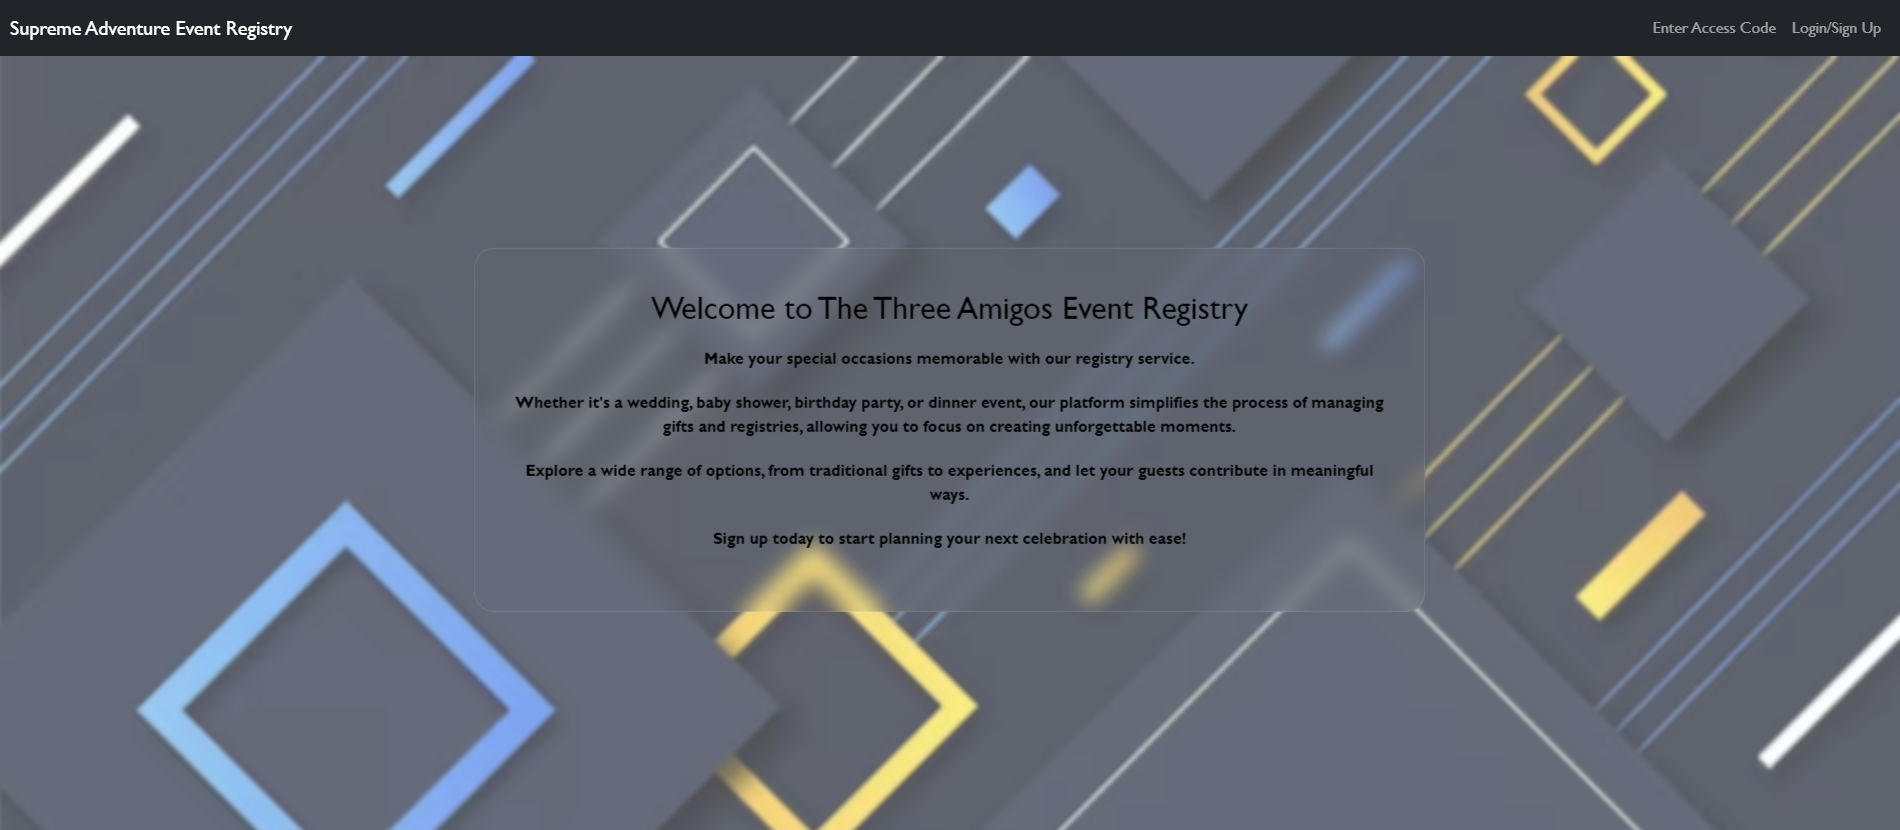 Supreme Adventure Event Registry
Enter Access Code
Login/Sign Up
Welcome to The Three Amigos Event Registry
Make your special occasions memorable with our registry service.
Whether it's a wedding, baby shower, birthday party, or dinner event, our platform simplifies the process of managing
gifts and registries, allowing you to focus on creating unforgettable moments.
Explore a wide range of options, from traditional gifts to experiences, and let your guests contribute in meaningful
ways.
Sign up today to start planning your next celebration with ease!